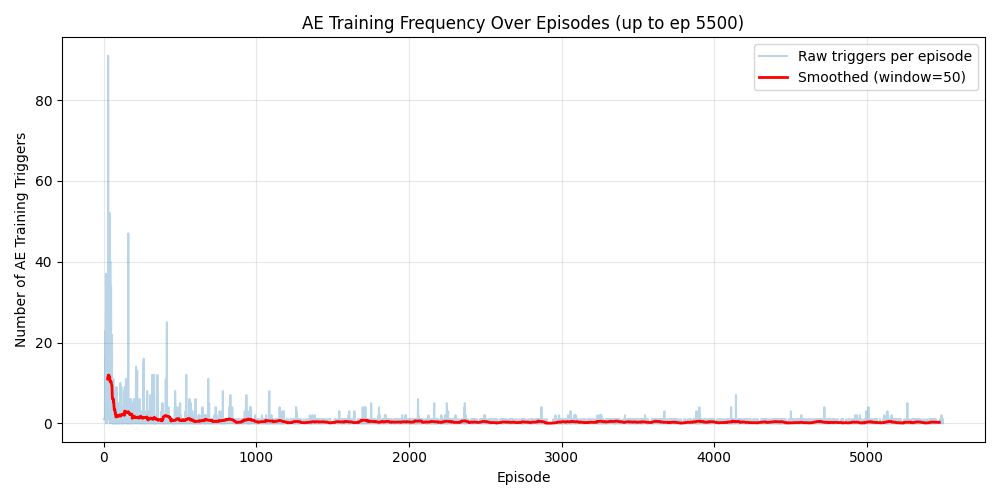 AE Training Frequency Over Episodes (up to ep 5500)
Raw triggers per episode
Smoothed (window=50)
Number of AE Training Triggers
80
60
40
20
0
0 1000 2000 3000 4000 5000
Episode